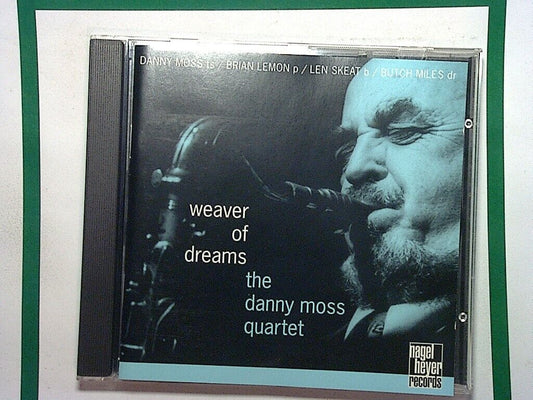 DANNY MOSS ts / BRIAN LEMON p / LEN SKEAT b / BUTCH MILES dr
weaver
of
dreams
the
danny moss
quartet
nagel
heyer
records